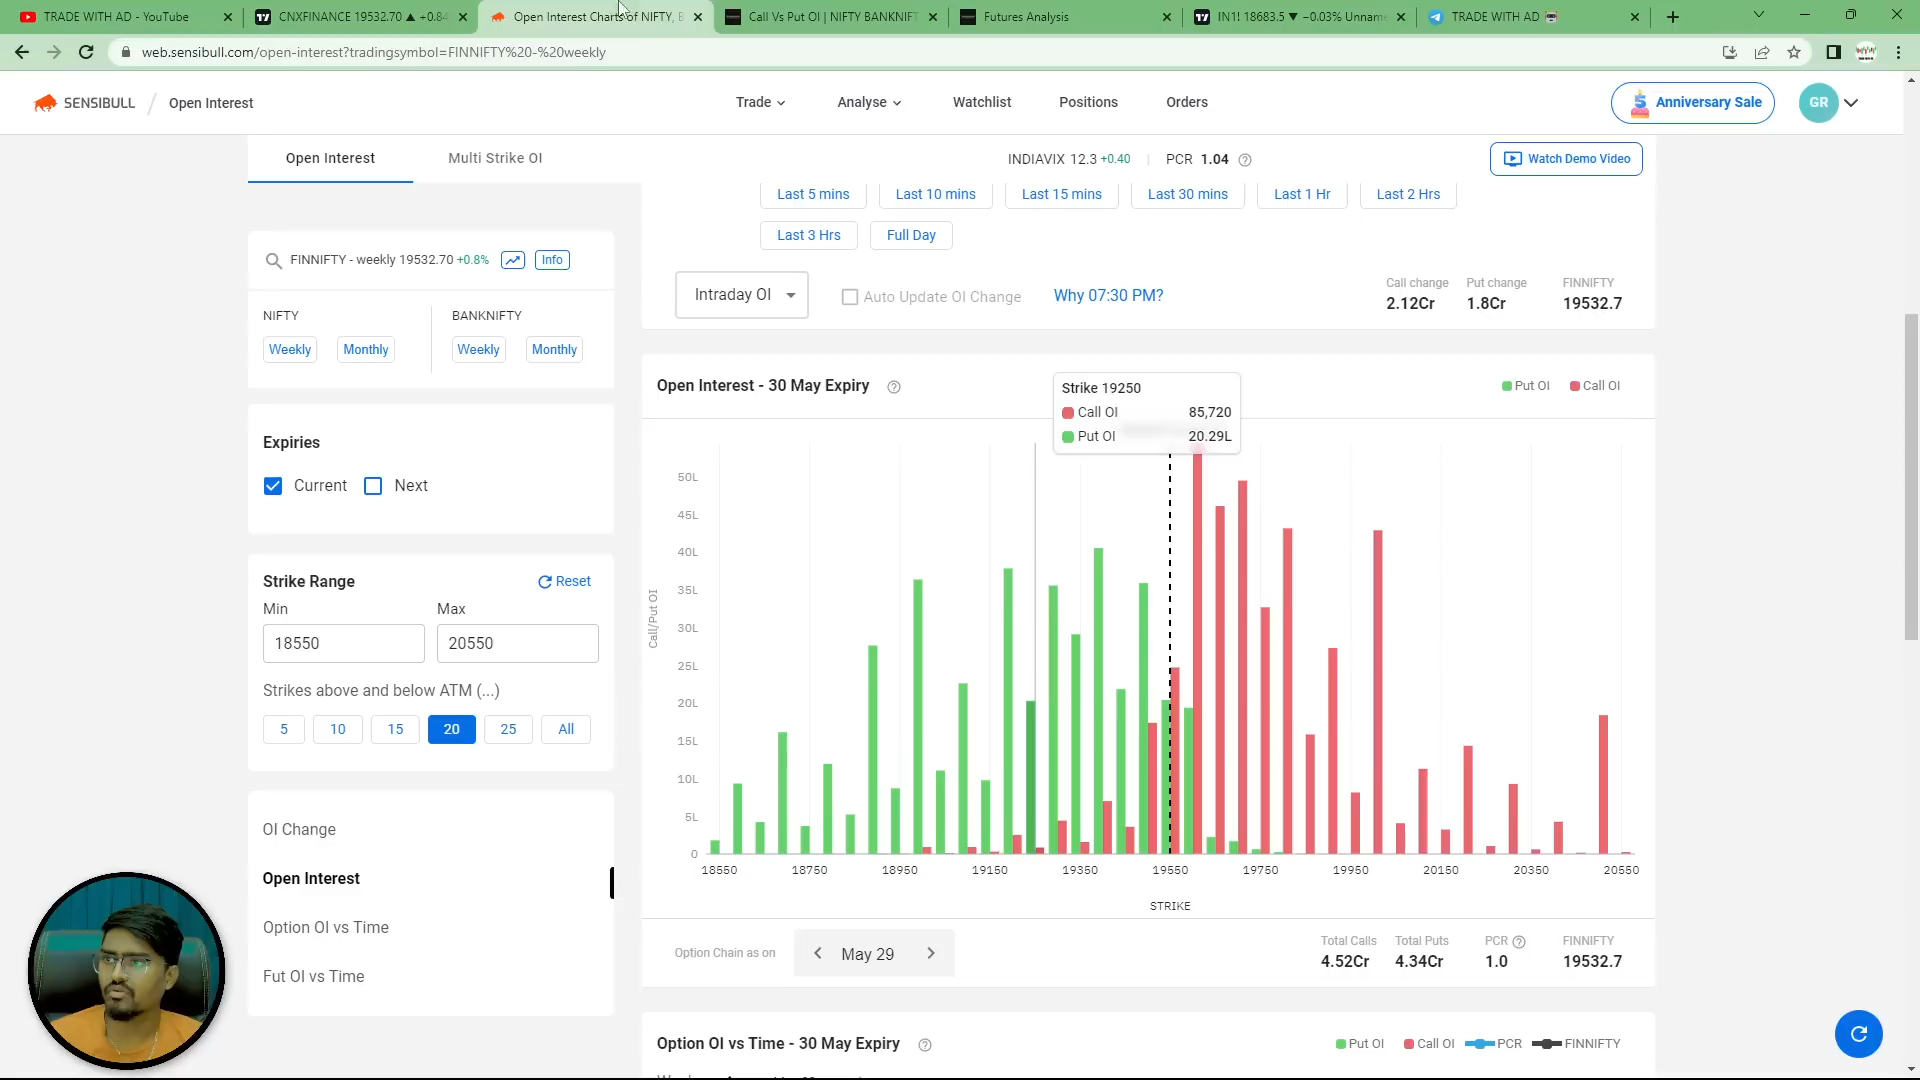 TRADE WITH AD - YouTube
CNXFINANCE 19532.70 ▲ +0.84
Open Interest Charts of NIFTY, B
Call Vs Put OI | NIFTY BANKNIFT
Futures Analysis
IN1! 18683.5 ▼ −0.03% Unname
TRADE WITH AD
web.sensibull.com/open-interest?tradingsymbol=FINNIFTY%20-%20weekly
SENSIBULL / Open Interest
Trade
Analyse
Watchlist
Positions
Orders
5 Anniversary Sale
GR
Open Interest
Multi Strike OI
INDIAVIX 12.3 +0.40 | PCR 1.04
Watch Demo Video
Last 5 mins
Last 10 mins
Last 15 mins
Last 30 mins
Last 1 Hr
Last 2 Hrs
Last 3 Hrs
Full Day
FINNIFTY - weekly 19532.70 +0.8%
Info
NIFTY
BANKNIFTY
Weekly
Monthly
Weekly
Monthly
Intraday OI
Auto Update OI Change
Why 07:30 PM?
Call change
Put change
FINNIFTY
2.12Cr
1.8Cr
19532.7
Expiries
Current
Next
Strike Range
Reset
Min
Max
18550
20550
Strikes above and below ATM (...)
5
10
15
20
25
All
OI Change
Open Interest
Option OI vs Time
Fut OI vs Time
Open Interest - 30 May Expiry
Put OI
Call OI
Strike 19250
Call OI 85,720
Put OI 20.29L
Call/Put OI
50L
45L
40L
35L
30L
25L
20L
15L
10L
5L
0
18550
18750
18950
19150
19350
19550
19750
19950
20150
20350
20550
STRIKE
Option Chain as on
May 29
Total Calls
Total Puts
PCR
FINNIFTY
4.52Cr
4.34Cr
1.0
19532.7
Option OI vs Time - 30 May Expiry
Put OI
Call OI
PCR
FINNIFTY